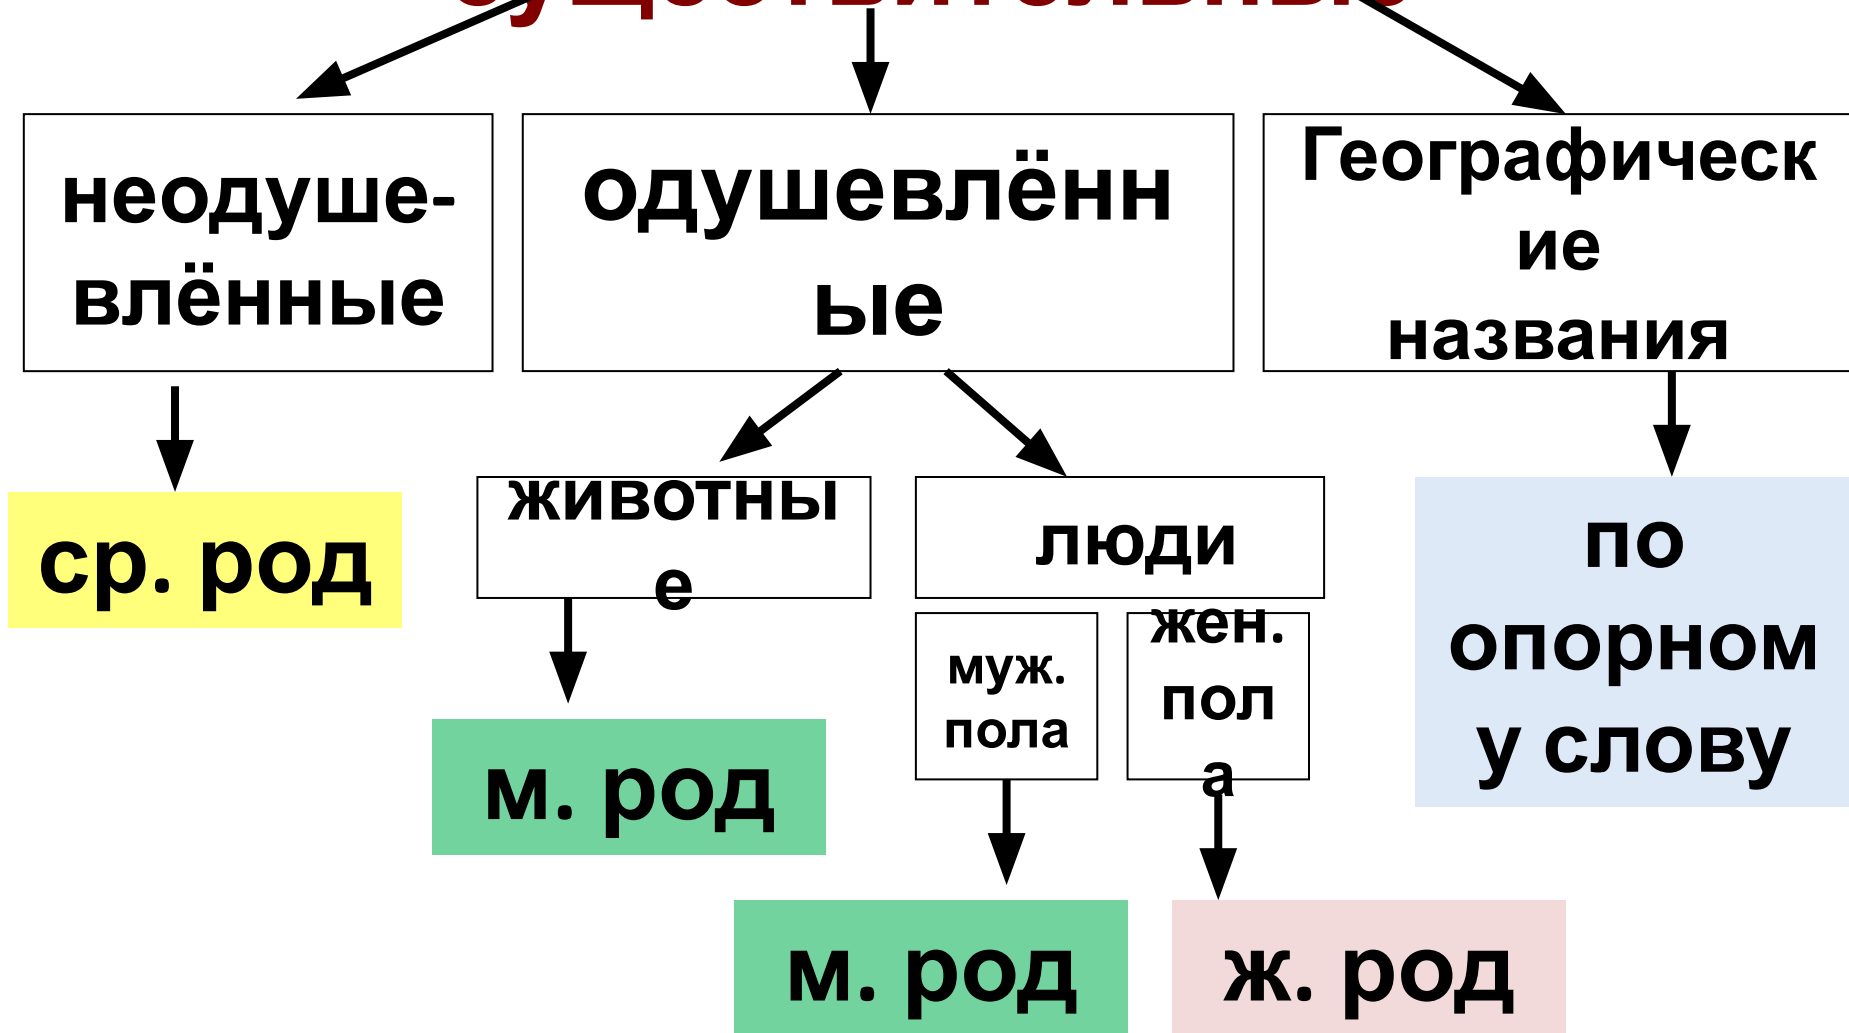 существительные
неодуше-
влённые
одушевлённ
ые
Географическ
ие
названия
ср. род
животны
е
люди
по
опорном
у слову
муж.
пола
жен.
пол
а
м. род
м. род
ж. род